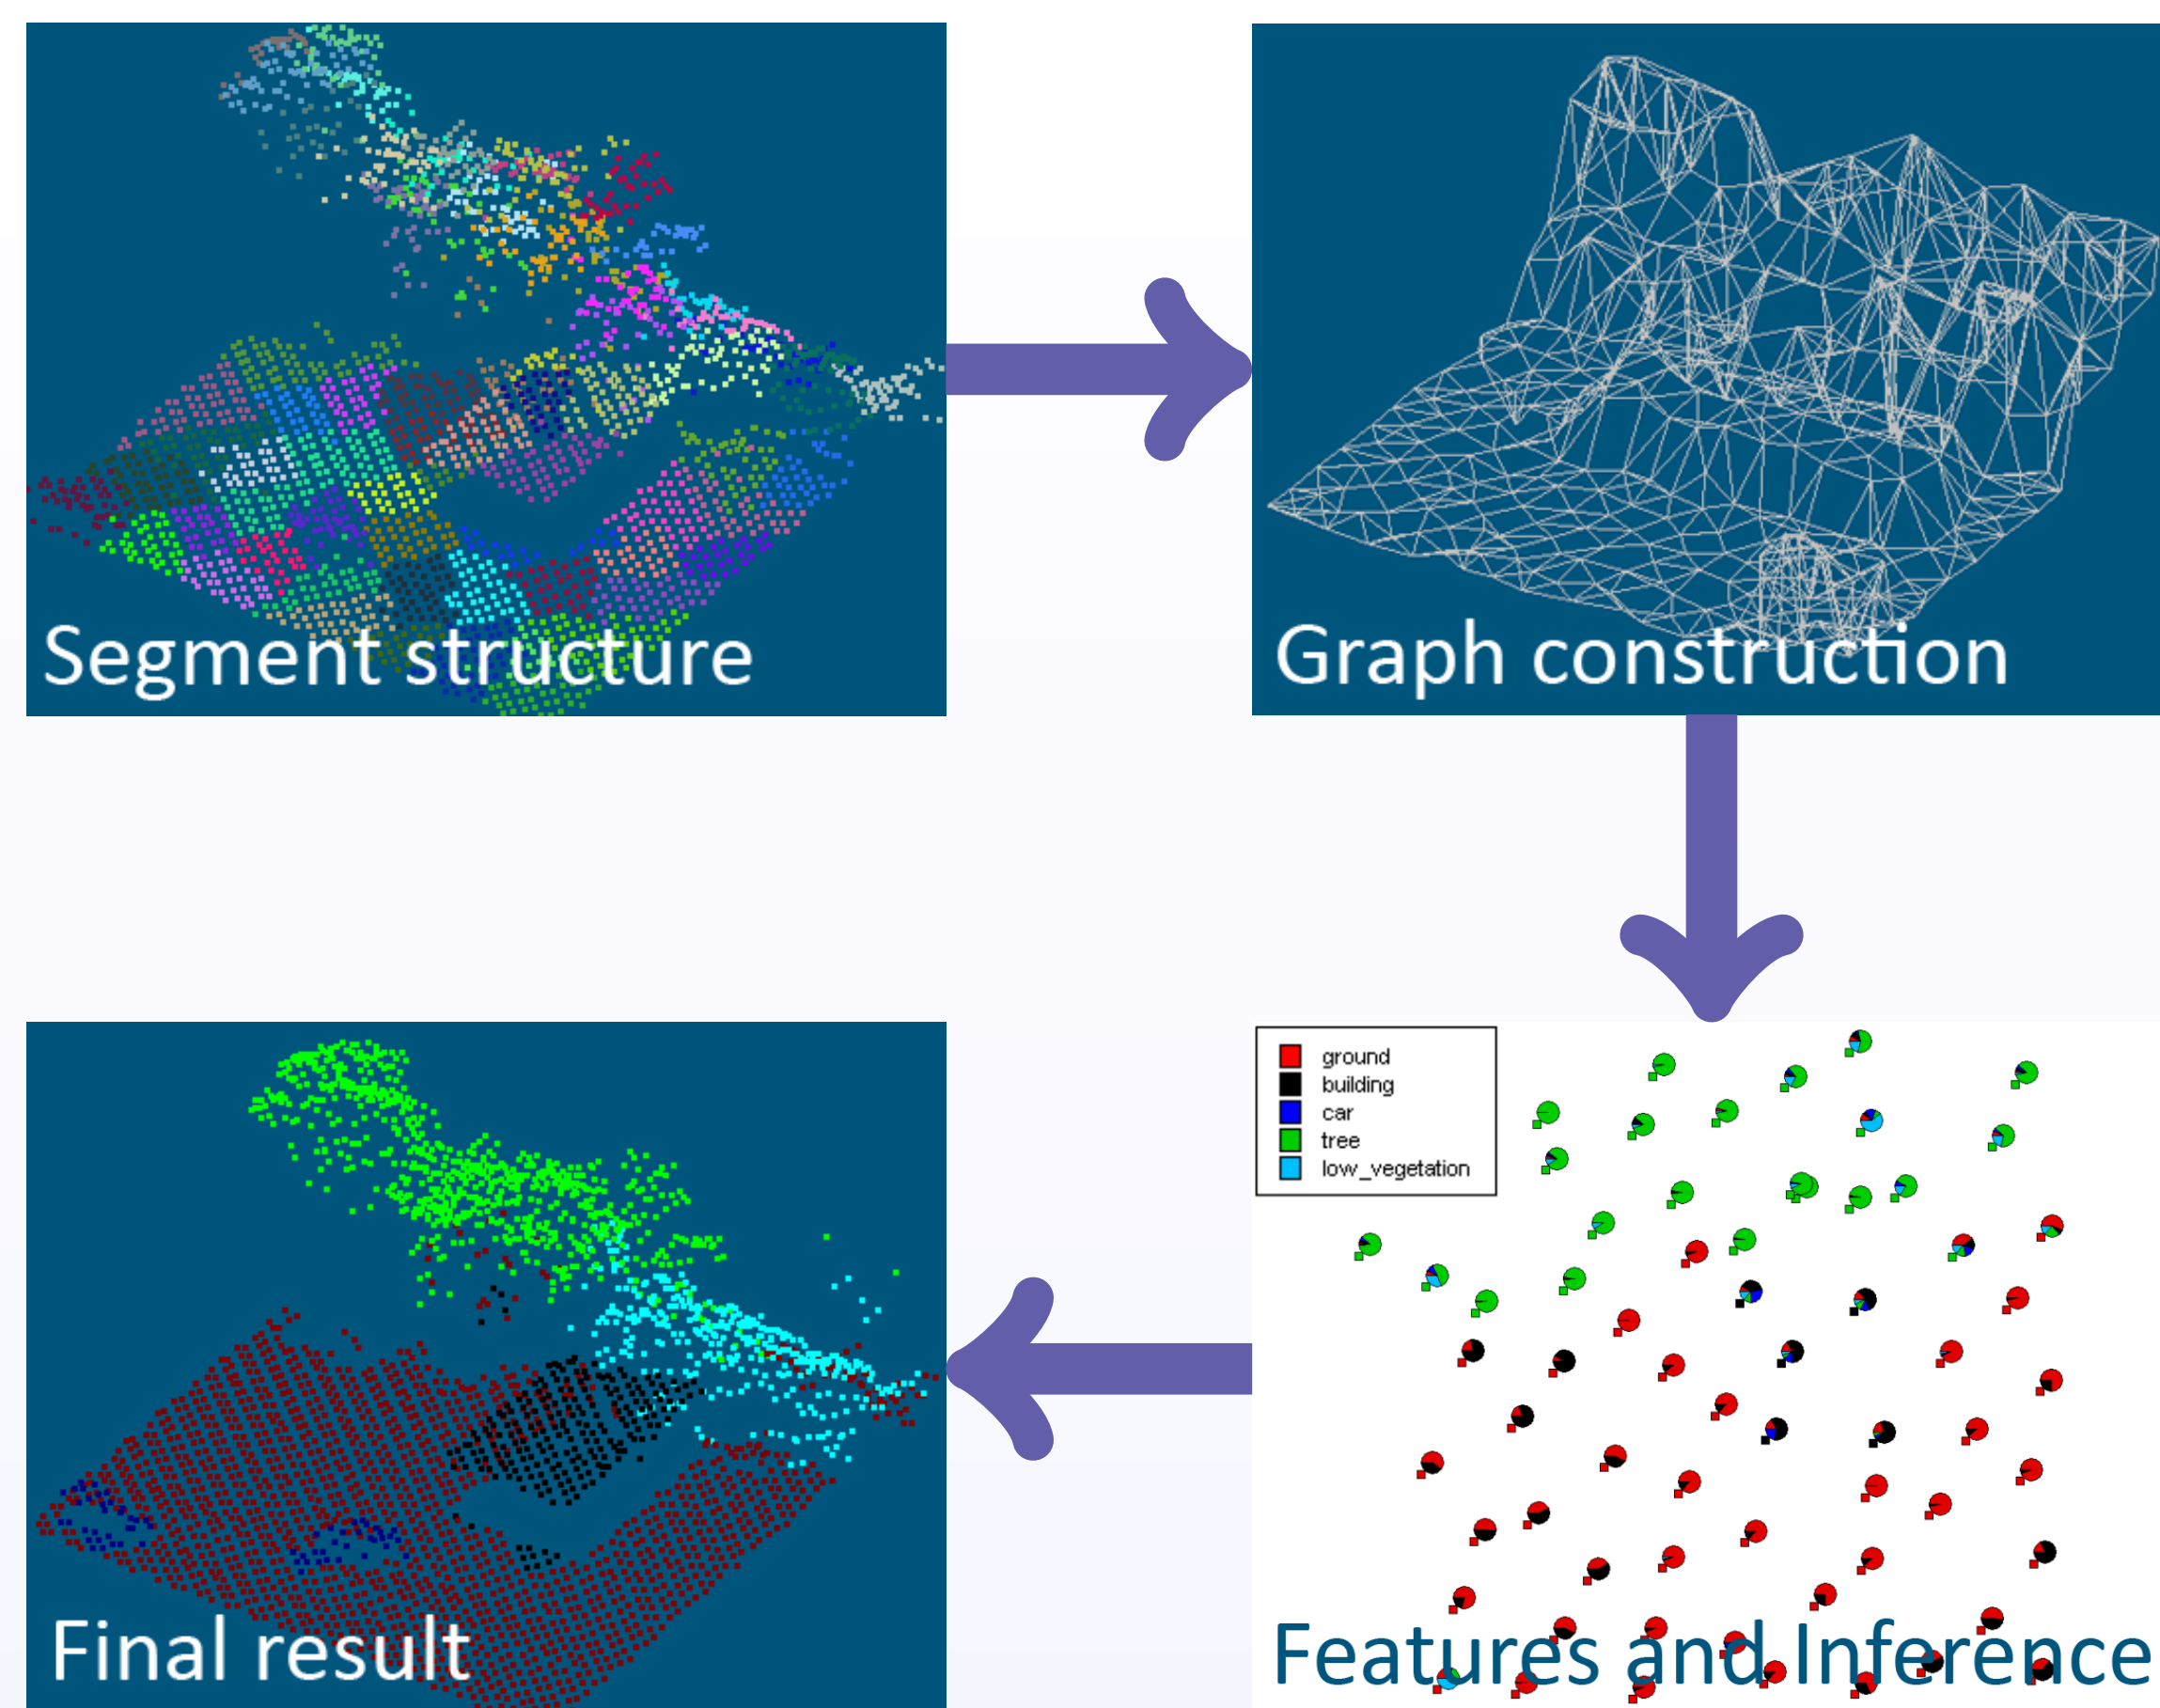 Segment structure
Graph construction
ground
building
car
tree
low_vegetation
Features and Inference
Final result